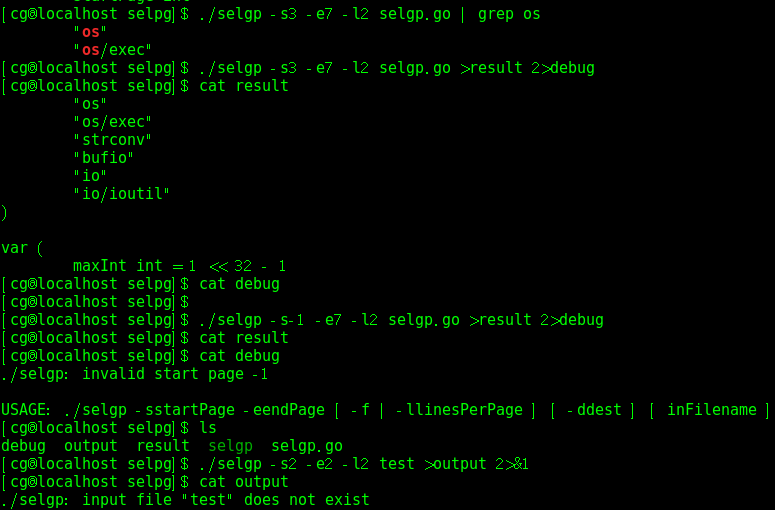 [cg@localhost selpg]$ ./selgp -s3 -e7 -l2 selgp.go | grep os
"os"
"os/exec"
[cg@localhost selpg]$ ./selgp -s3 -e7 -l2 selgp.go >result 2>debug
[cg@localhost selpg]$ cat result
"os"
"os/exec"
"strconv"
"bufio"
"io"
"io/ioutil"
)
var (
maxInt int = 1 << 32 - 1
[cg@localhost selpg]$ cat debug
[cg@localhost selpg]$
[cg@localhost selpg]$ ./selgp -s-1 -e7 -l2 selgp.go >result 2>debug
[cg@localhost selpg]$ cat result
[cg@localhost selpg]$ cat debug
./selgp: invalid start page -1
USAGE: ./selgp -sstartPage -eendPage [ -f | -llinesPerPage ] [ -ddest ] [ inFilename ]
[cg@localhost selpg]$ ls
debug output result selgp selgp.go
[cg@localhost selpg]$ ./selgp -s2 -e2 -l2 test >output 2>&1
[cg@localhost selpg]$ cat output
./selgp: input file "test" does not exist